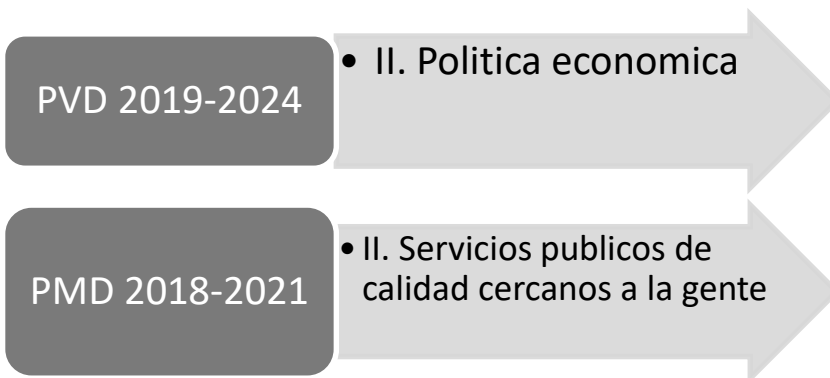 PVD 2019-2024
• II. Politica economica
PMD 2018-2021
• II. Servicios publicos de
calidad cercanos a la gente